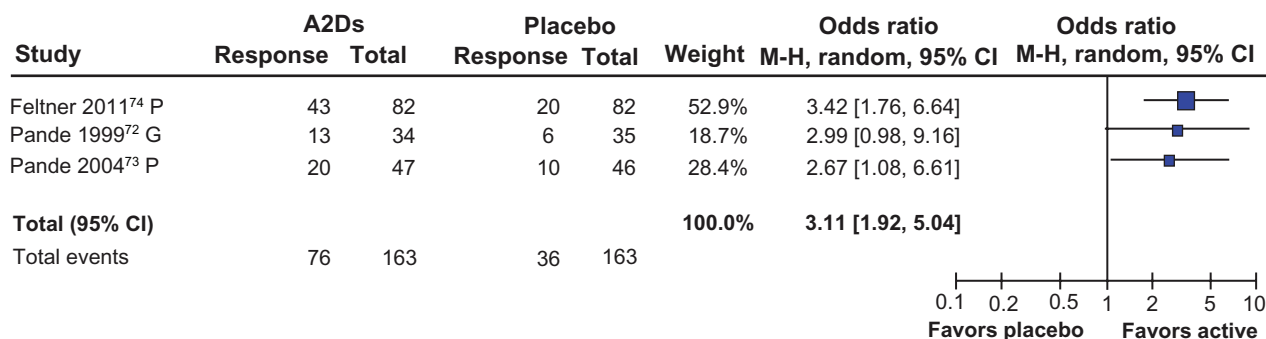 A2Ds Placebo Odds ratio Odds ratio
Study Response Total Response Total Weight M-H, random, 95% CI M-H, random, 95% CI
Feltner 2011⁷⁴ P 43 82 20 82 52.9% 3.42 [1.76, 6.64]
Pande 1999⁷² G 13 34 6 35 18.7% 2.99 [0.98, 9.16]
Pande 2004⁷³ P 20 47 10 46 28.4% 2.67 [1.08, 6.61]
Total (95% CI) 100.0% 3.11 [1.92, 5.04]
Total events 76 163 36 163
0.1 0.2 0.5 1 2 5 10
Favors placebo Favors active